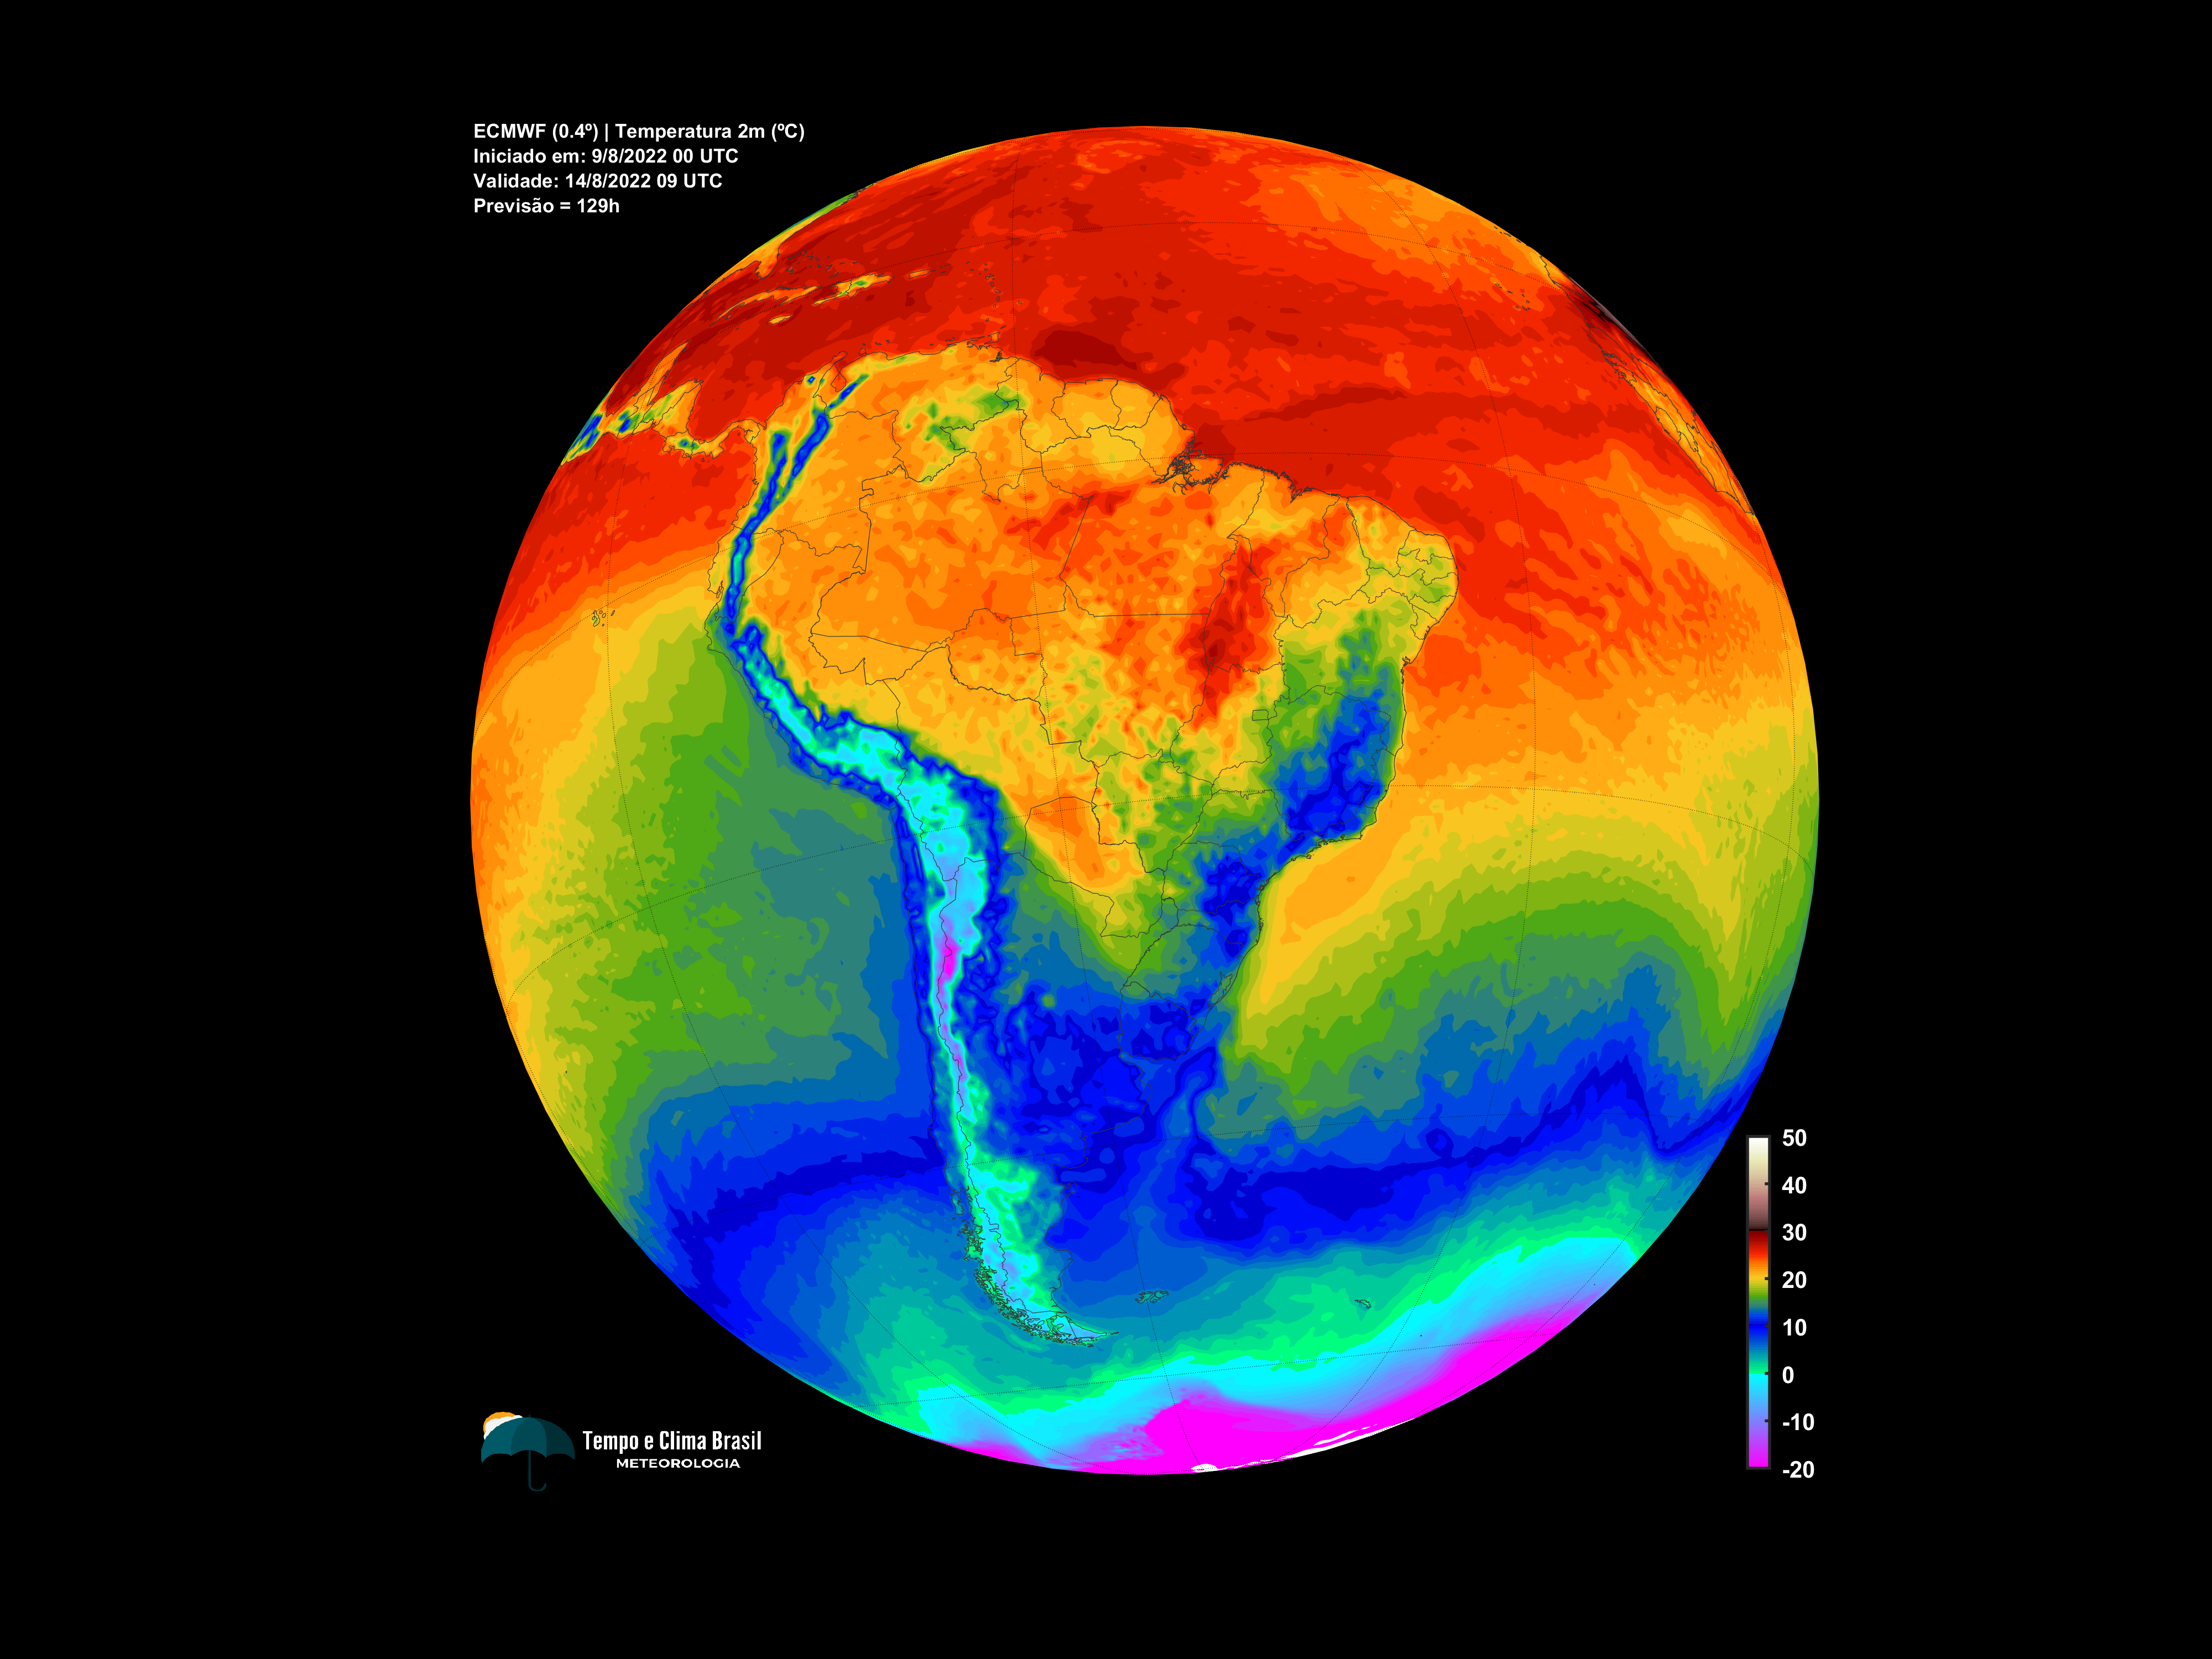 ECMWF (0.4º) | Temperatura 2m (ºC)
Iniciado em: 9/8/2022 00 UTC
Validade: 14/8/2022 09 UTC
Previsão = 129h
50
40
30
20
10
0
-10
-20
Tempo e Clima Brasil
METEOROLOGIA